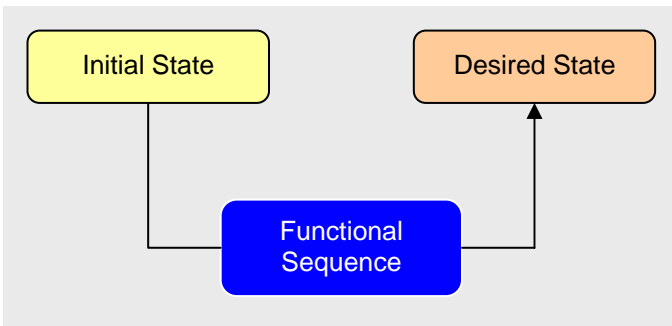 Initial State
Desired State
Functional
Sequence